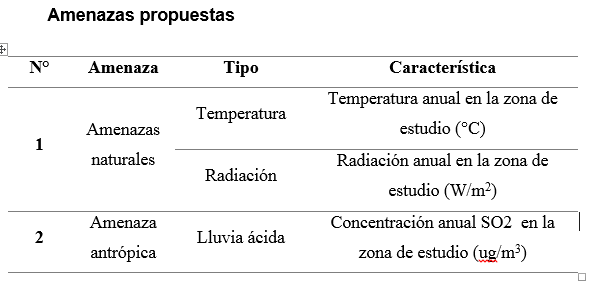 Amenazas propuestas
N° Amenaza Tipo Característica
1 Amenazas naturales Temperatura Temperatura anual en la zona de estudio (°C)
Radiación Radiación anual en la zona de estudio (W/m²)
2 Amenaza antrópica Lluvia ácida Concentración anual SO2 en la zona de estudio (ug/m³)